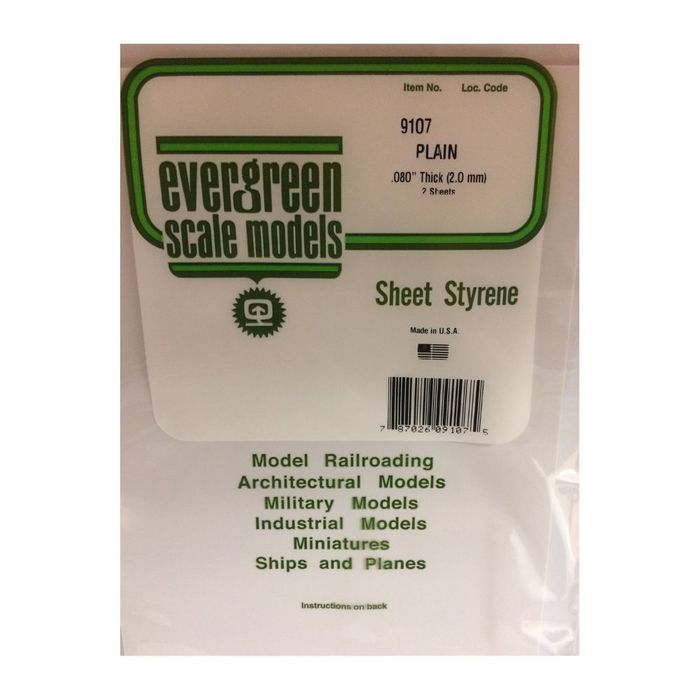 Item No. Loc. Code
9107
PLAIN
.080" Thick (2.0 mm)
2 Sheets
evergreen
scale models
Sheet Styrene
Made in U.S.A.
7 87026 09107 5
Model Railroading
Architectural Models
Military Models
Industrial Models
Miniatures
Ships and Planes
Instructions on back